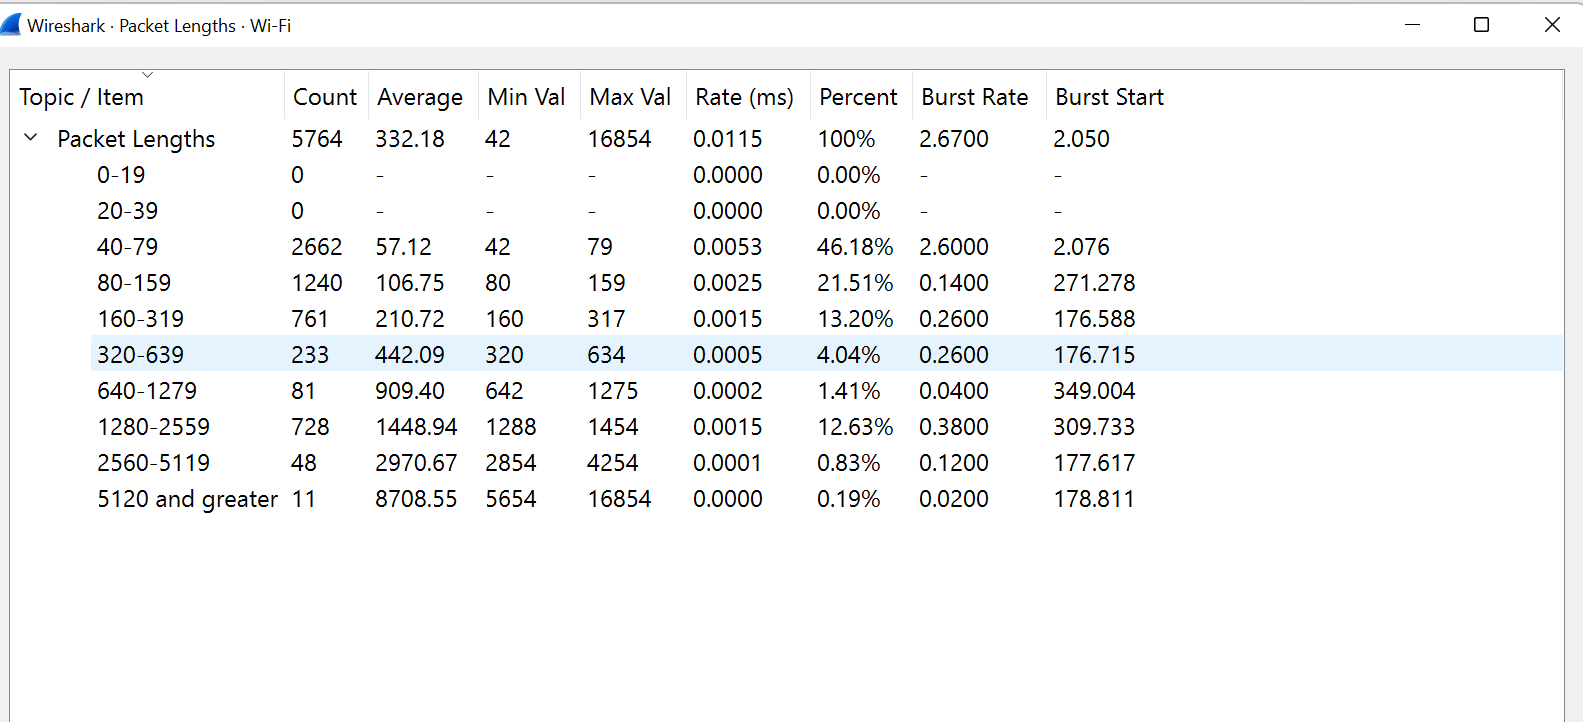 Wireshark · Packet Lengths · Wi-Fi
Topic / Item Count Average Min Val Max Val Rate (ms) Percent Burst Rate Burst Start
Packet Lengths 5764 332.18 42 16854 0.0115 100% 2.6700 2.050
0-19 0 - - - 0.0000 0.00% - -
20-39 0 - - - 0.0000 0.00% - -
40-79 2662 57.12 42 79 0.0053 46.18% 2.6000 2.076
80-159 1240 106.75 80 159 0.0025 21.51% 0.1400 271.278
160-319 761 210.72 160 317 0.0015 13.20% 0.2600 176.588
320-639 233 442.09 320 634 0.0005 4.04% 0.2600 176.715
640-1279 81 909.40 642 1275 0.0002 1.41% 0.0400 349.004
1280-2559 728 1448.94 1288 1454 0.0015 12.63% 0.3800 309.733
2560-5119 48 2970.67 2854 4254 0.0001 0.83% 0.1200 177.617
5120 and greater 11 8708.55 5654 16854 0.0000 0.19% 0.0200 178.811